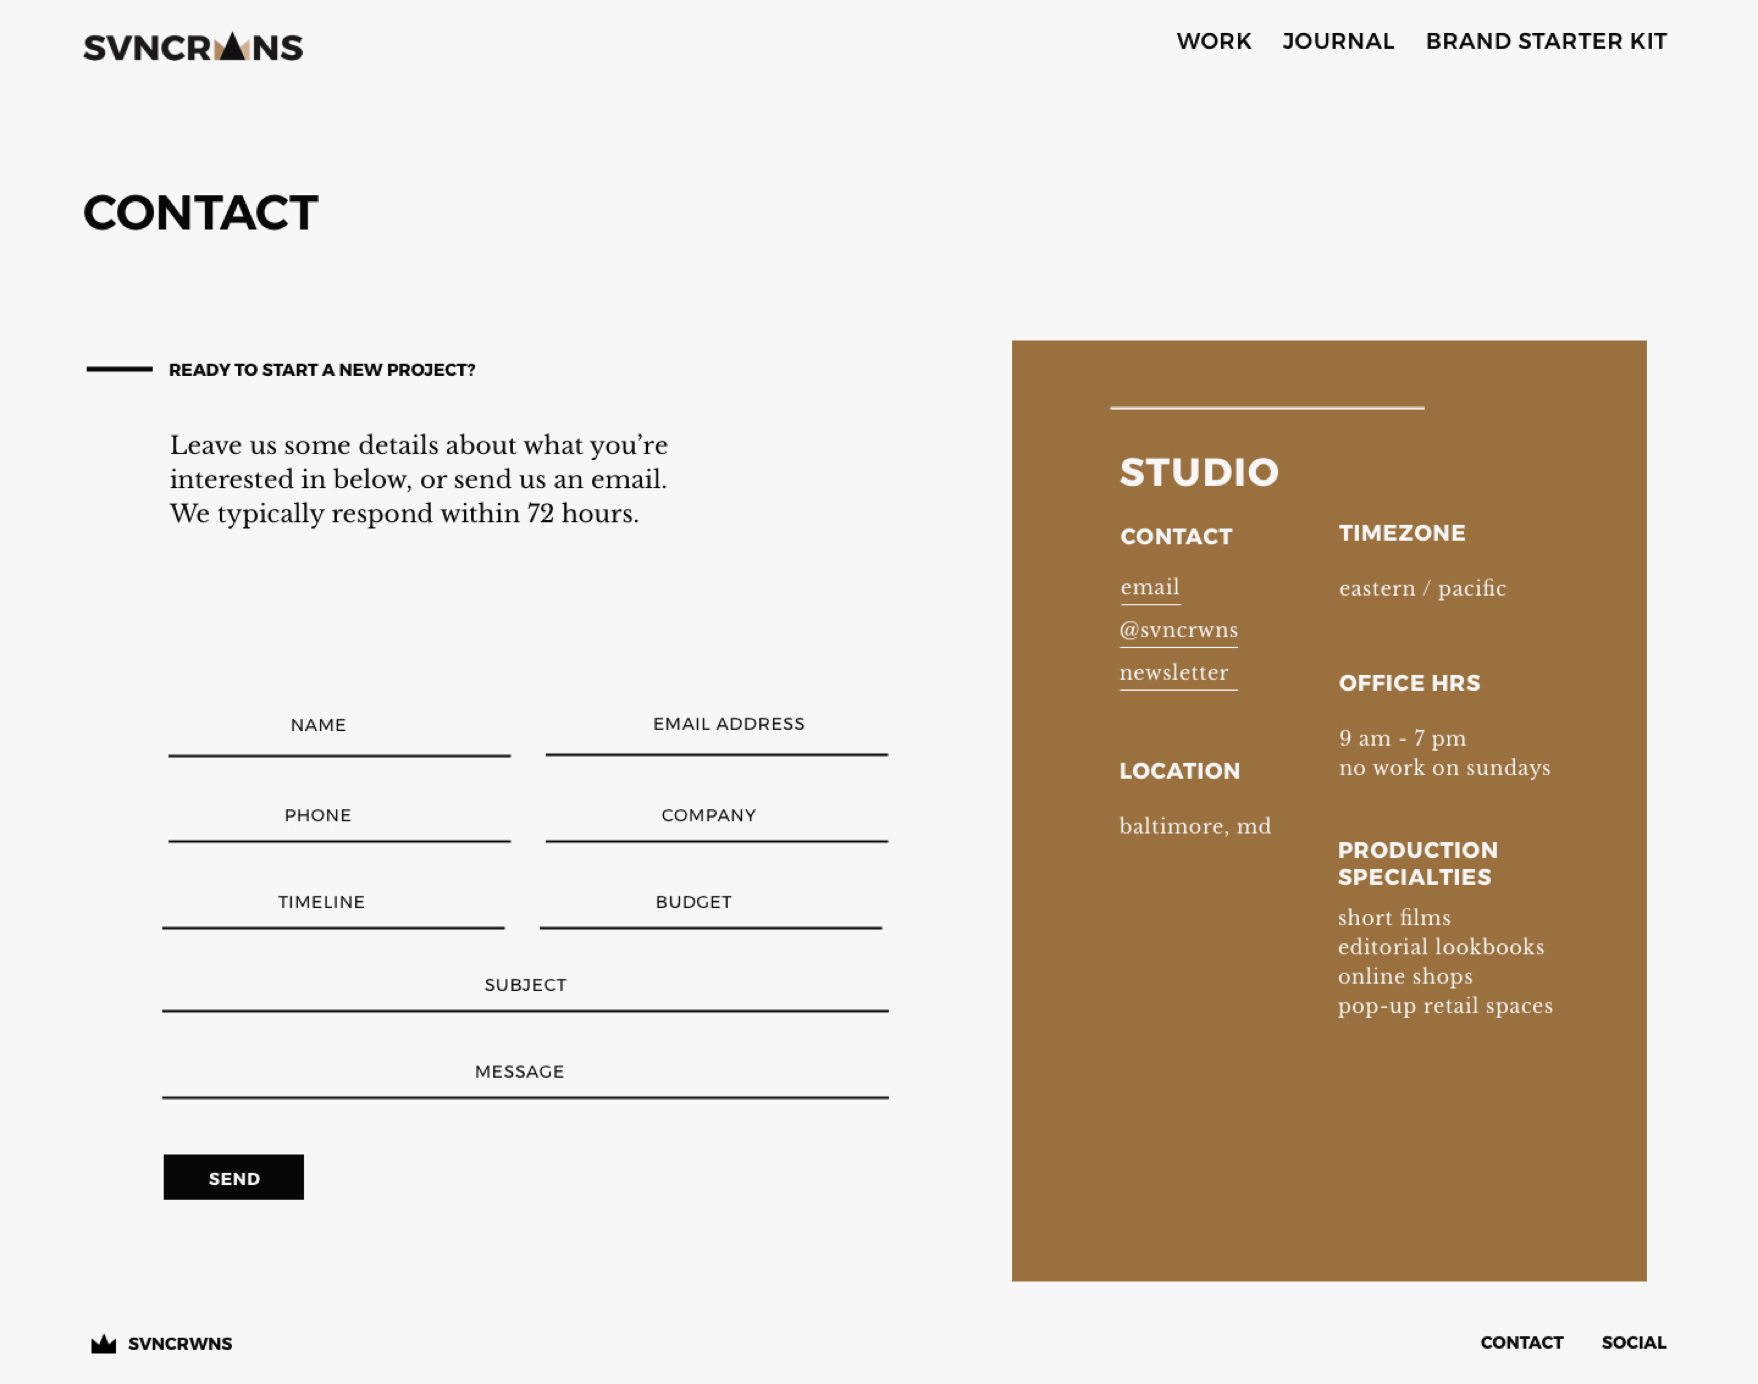 SVNCRWNS
WORK
JOURNAL
BRAND STARTER KIT
CONTACT
READY TO START A NEW PROJECT?
Leave us some details about what you’re
interested in below, or send us an email.
We typically respond within 72 hours.
NAME
EMAIL ADDRESS
PHONE
COMPANY
TIMELINE
BUDGET
SUBJECT
MESSAGE
SEND
STUDIO
CONTACT
email
@svncrwns
newsletter
LOCATION
baltimore, md
TIMEZONE
eastern / pacific
OFFICE HRS
9 am - 7 pm
no work on sundays
PRODUCTION
SPECIALTIES
short films
editorial lookbooks
online shops
pop-up retail spaces
SVNCRWNS
CONTACT
SOCIAL